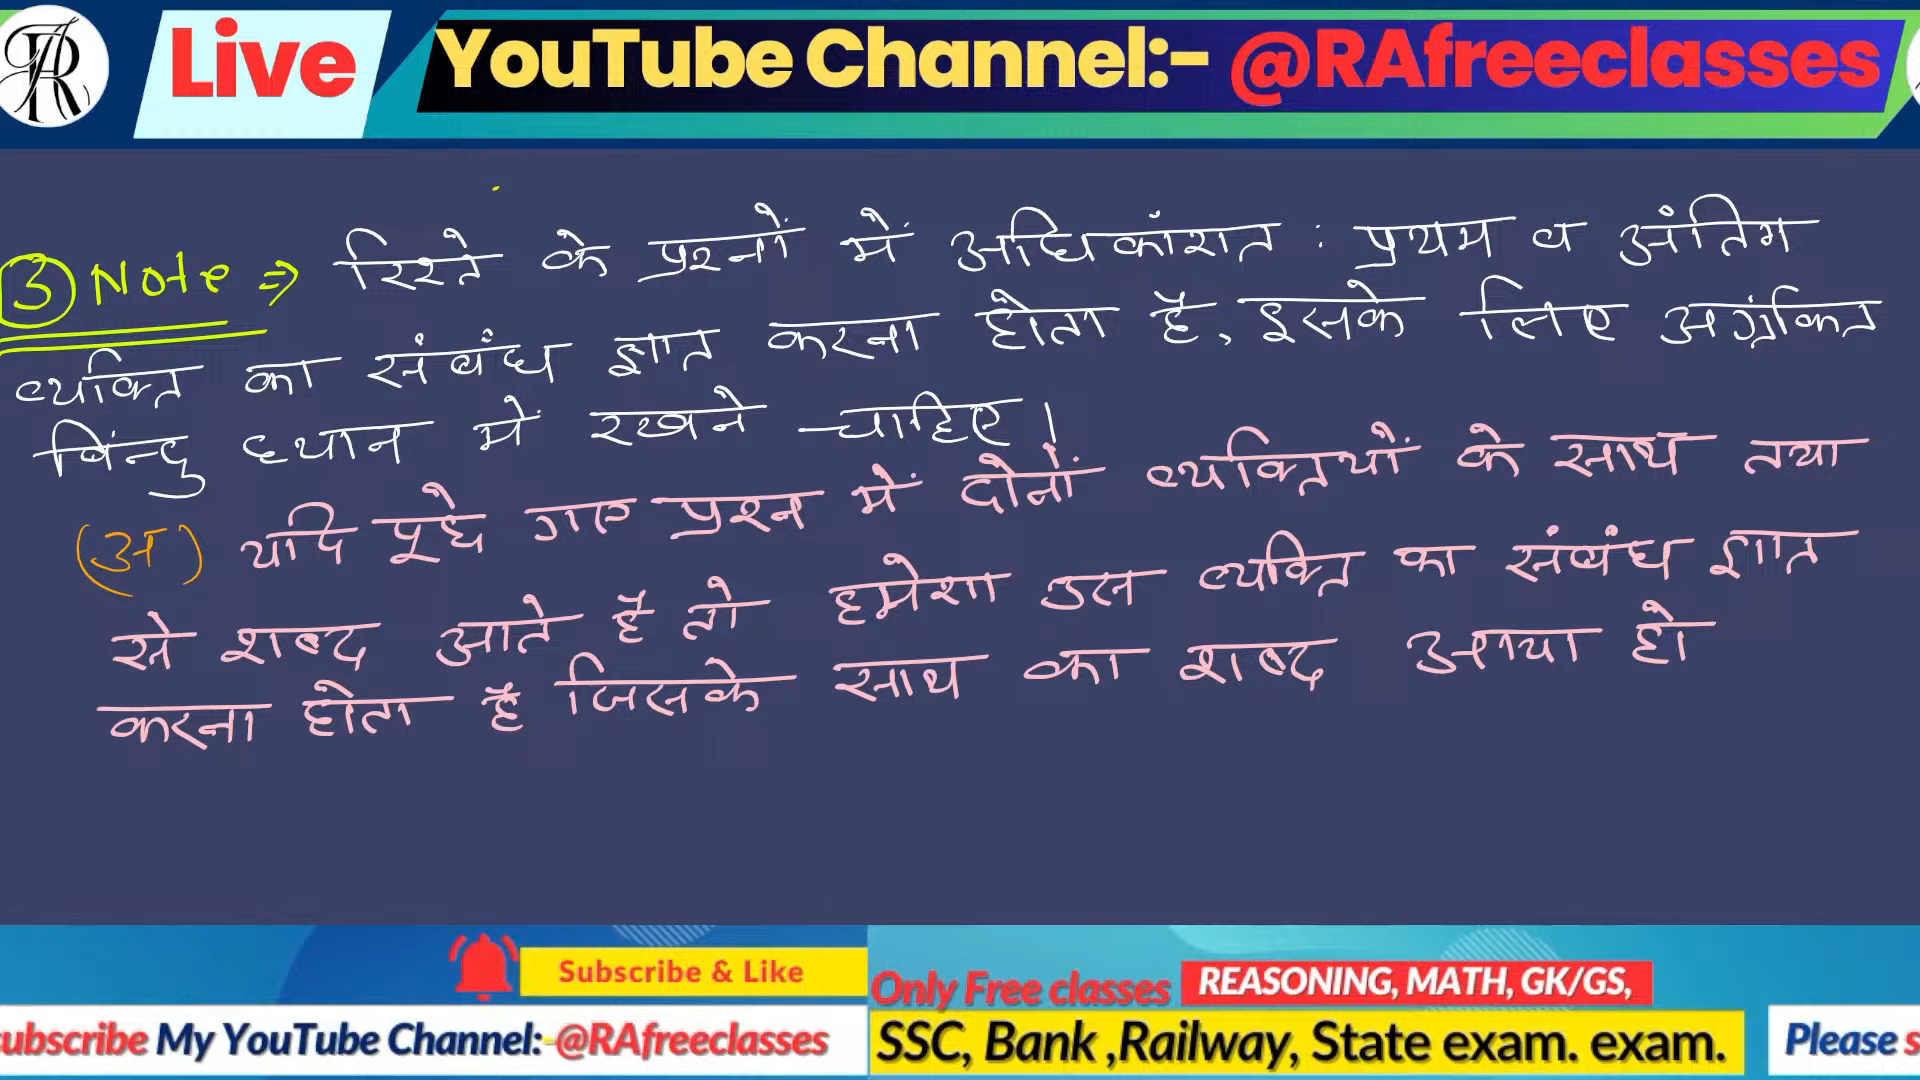 Live YouTube Channel:- @RAfreeclasses
③ Note ⇒ रिश्ते के प्रश्नों में अधिकांशत : प्रथम व अंतिम
व्यक्ति का संबंध ज्ञात करना होता है, इसके लिए अग्रंकित
बिंन्दु ध्यान में रखने चाहिए।
(अ) यदि पूछे गए प्रश्न में दोनों व्यक्तियों के साथ तथा
से शब्द आते है तो हमेशा उस व्यक्ति का संबंध ज्ञात
करना होता है जिसके साथ का शब्द आया हो
Subscribe & Like
Only Free classes REASONING, MATH, GK/GS,
ubscribe My YouTube Channel:-@RAfreeclasses
SSC, Bank ,Railway, State exam. exam.
Please s